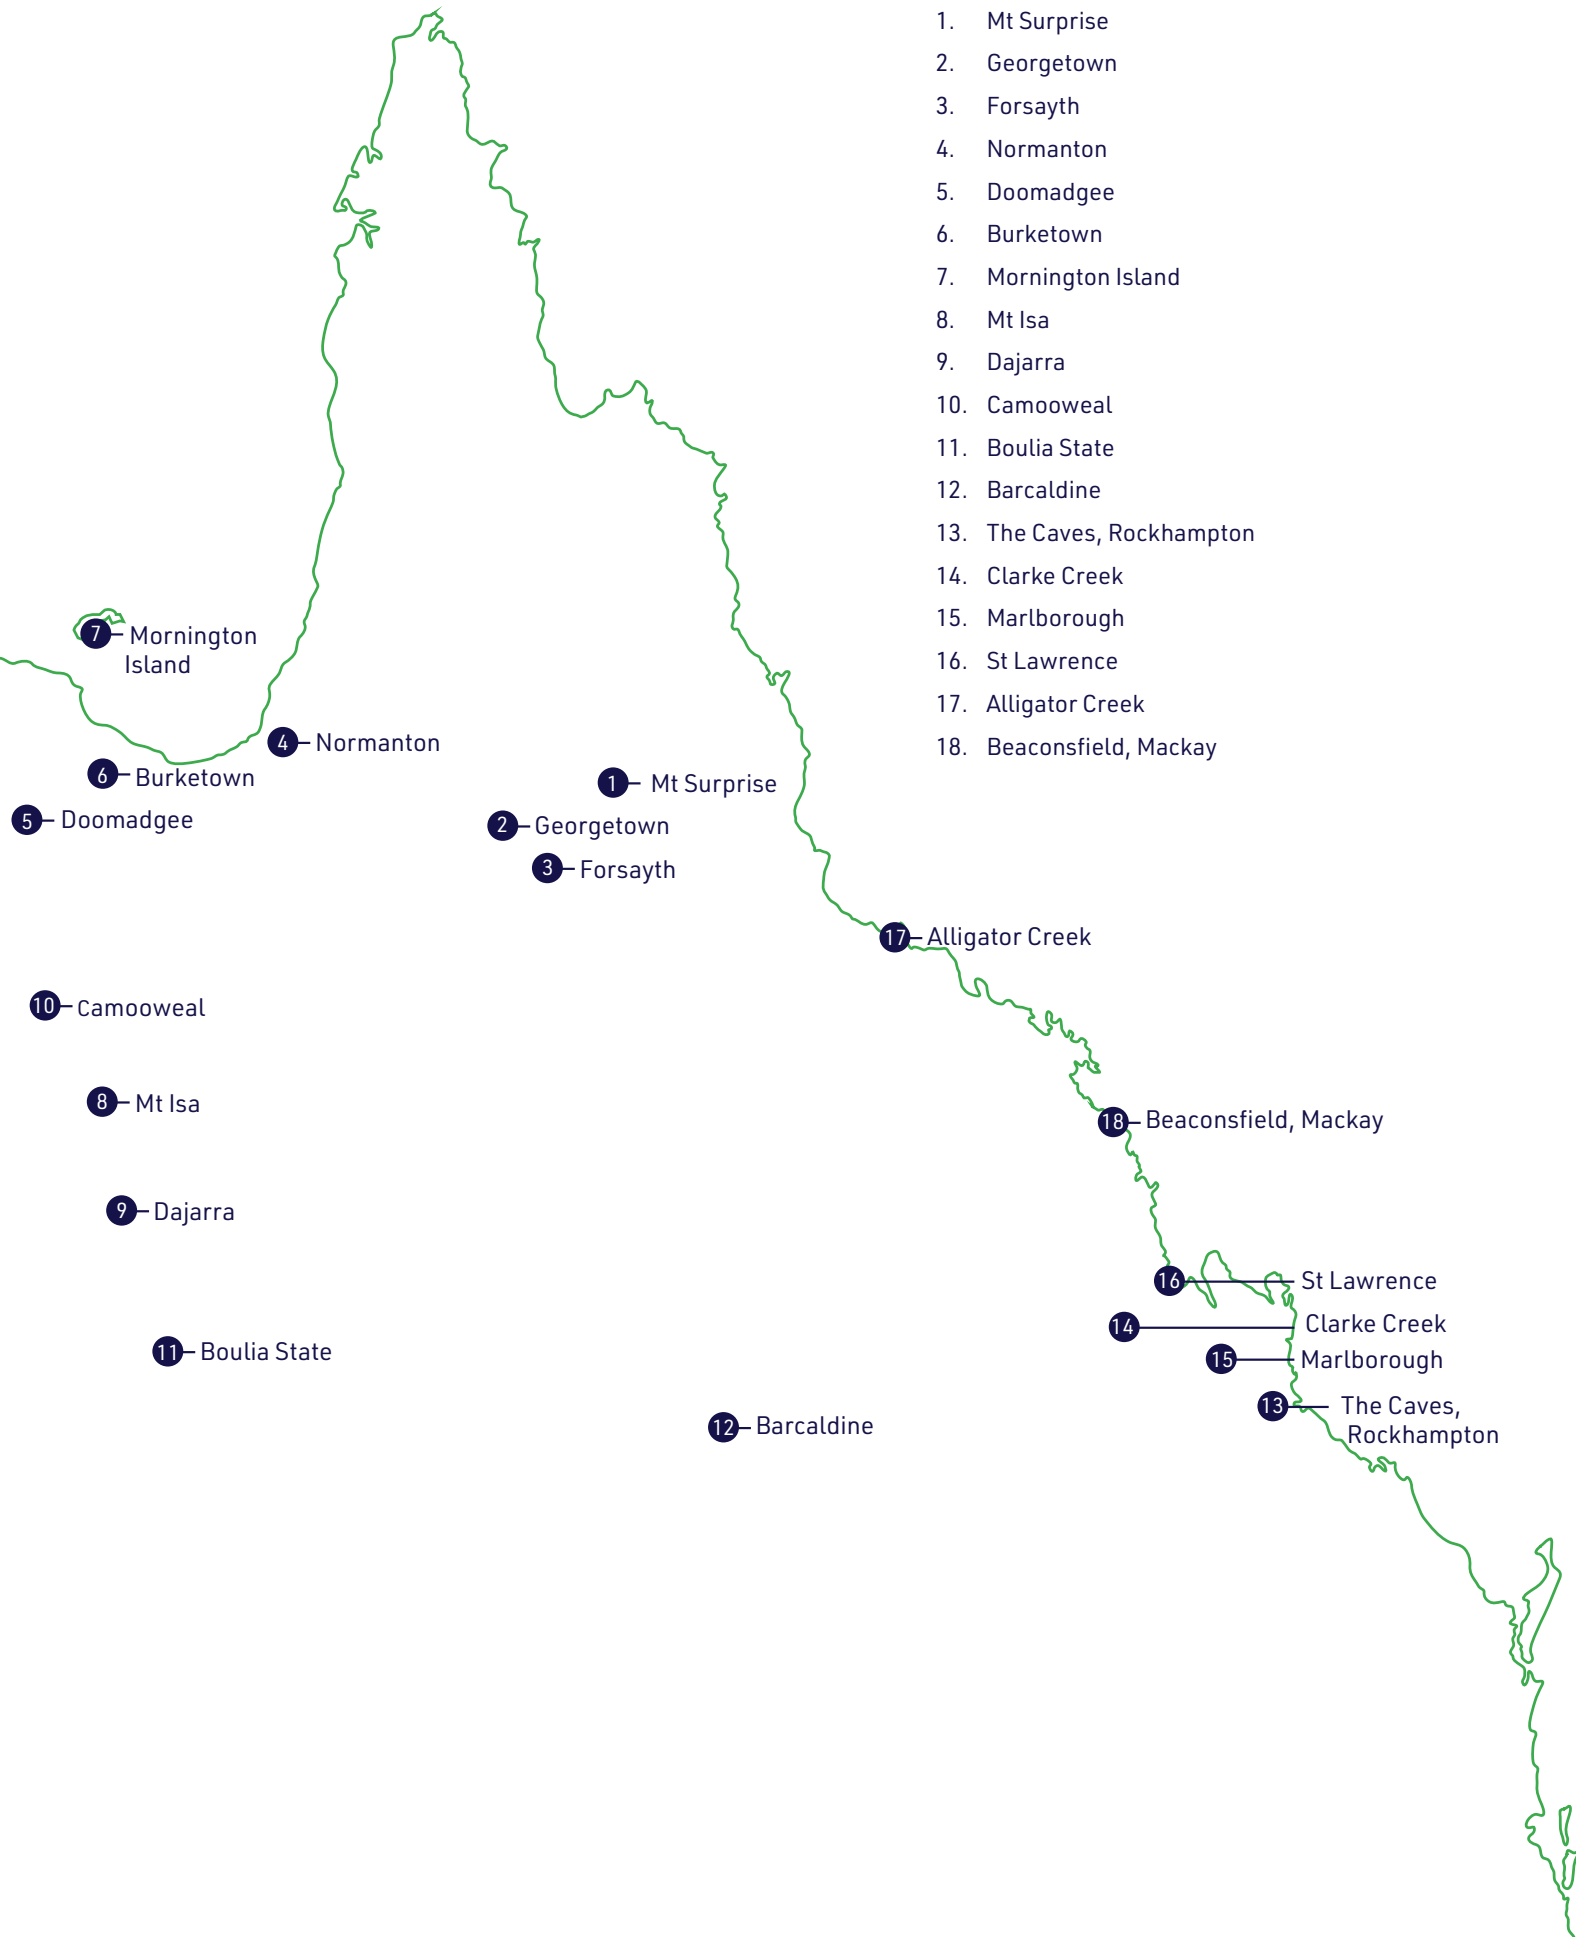 1. Mt Surprise
2. Georgetown
3. Forsayth
4. Normanton
5. Doomadgee
6. Burketown
7. Mornington Island
8. Mt Isa
9. Dajarra
10. Camooweal
11. Boulia State
12. Barcaldine
13. The Caves, Rockhampton
14. Clarke Creek
15. Marlborough
16. St Lawrence
17. Alligator Creek
18. Beaconsfield, Mackay
7 Mornington
Island
4 Normanton
6 Burketown
1 Mt Surprise
5 Doomadgee
2 Georgetown
3 Forsayth
17 Alligator Creek
10 Camooweal
8 Mt Isa
18 Beaconsfield, Mackay
9 Dajarra
16 St Lawrence
14 Clarke Creek
11 Boulia State
15 Marlborough
13 The Caves,
Rockhampton
12 Barcaldine